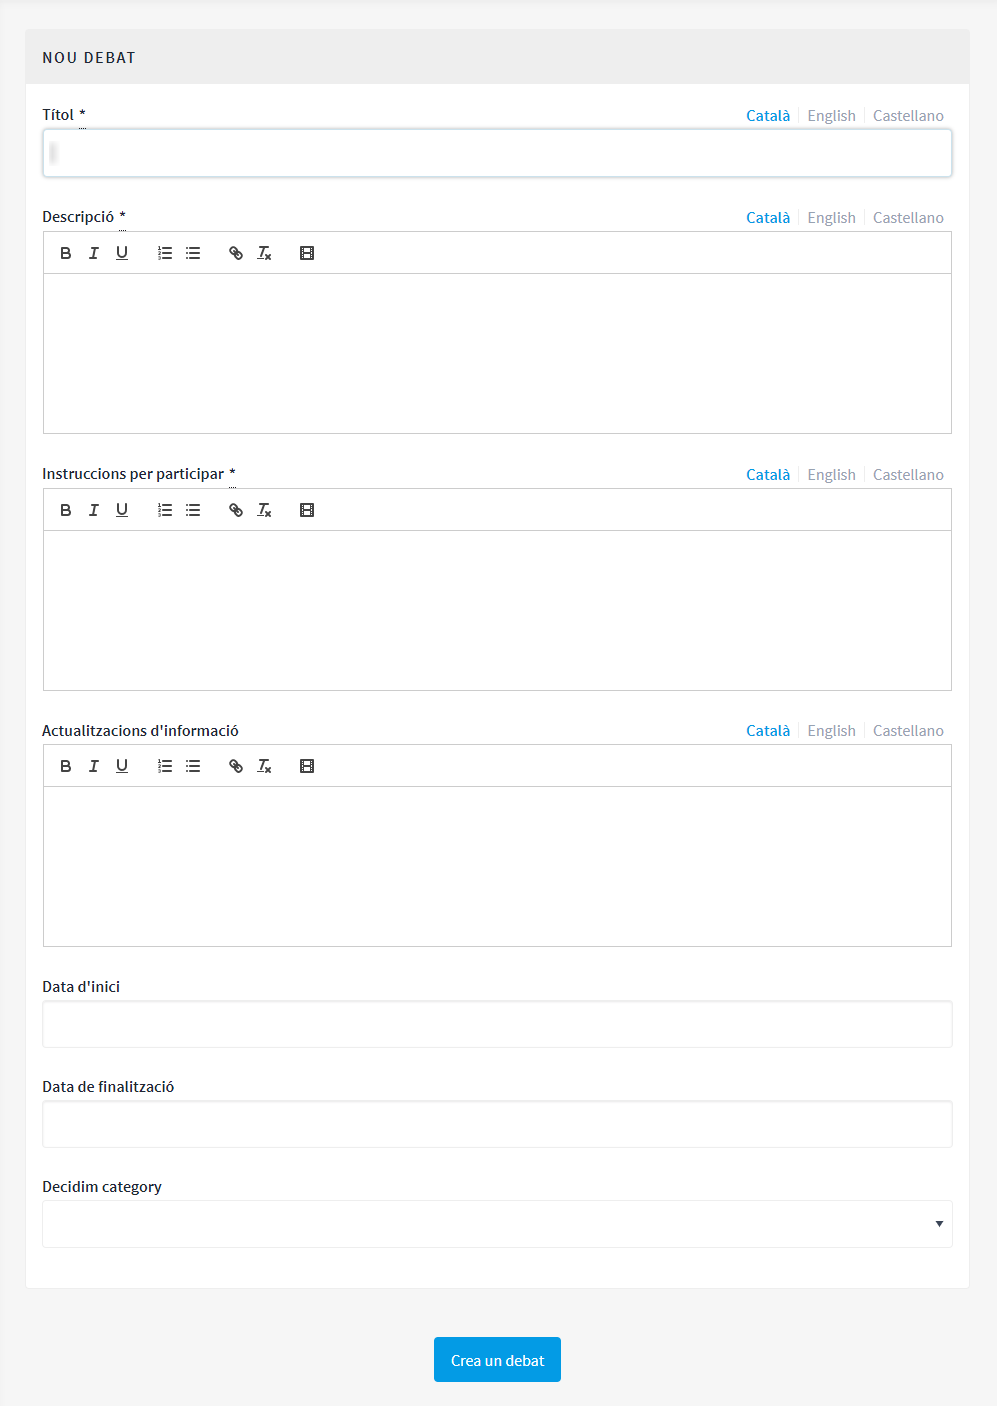 NOU DEBAT
Títol *
Català English Castellano
Descripció *
Català English Castellano
Instruccions per participar *
Català English Castellano
Actualitzacions d'informació
Català English Castellano
Data d'inici
Data de finalització
Decidim category
Crea un debat